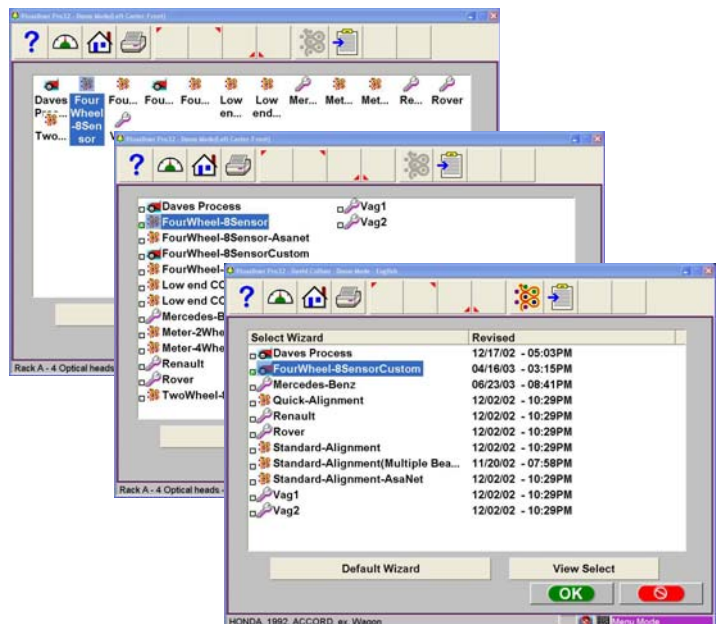 Daves Four Fou... Fou... Fou... Low Low Mer... Met... Met... Re... Rover
Wheel en... end...
Two... -8Sen
sor
Rack A - 4 Optical heads
Daves Process
FourWheel-8Sensor
FourWheel-8Sensor-Asanet
FourWheel-8SensorCustom
FourWheel-
Low end CO
Low end CO
Mercedes-B
Meter-2Whe
Meter-4Whe
Renault
Rover
TwoWheel-
Vag1
Vag2
Rack A - 4 Optical heads -
Select Wizard Revised
Daves Process 12/17/02 - 05:03PM
FourWheel-8SensorCustom 04/16/03 - 03:15PM
Mercedes-Benz 06/23/03 - 08:41PM
Quick-Alignment 12/02/02 - 10:29PM
Renault 12/02/02 - 10:29PM
Rover 12/02/02 - 10:29PM
Standard-Alignment 12/02/02 - 10:29PM
Standard-Alignment(Multiple Bea... 11/20/02 - 07:58PM
Standard-Alignment-AsaNet 12/02/02 - 10:29PM
Vag1 12/02/02 - 10:29PM
Vag2 12/02/02 - 10:29PM
Default Wizard View Select
OK
HONDA, 1992, ACCORD, ex, Wagon Menu Mode